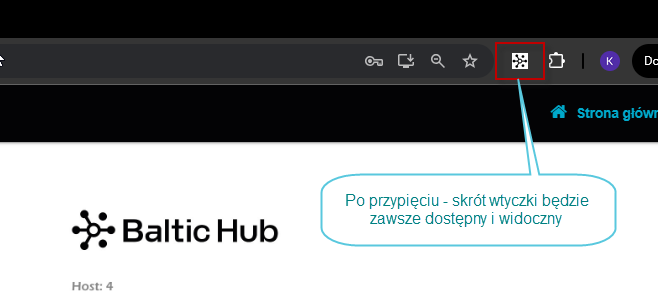 K
Do
Strona główn
Po przypięciu - skrót wtyczki będzie
zawsze dostępny i widoczny
Baltic Hub
Host: 4